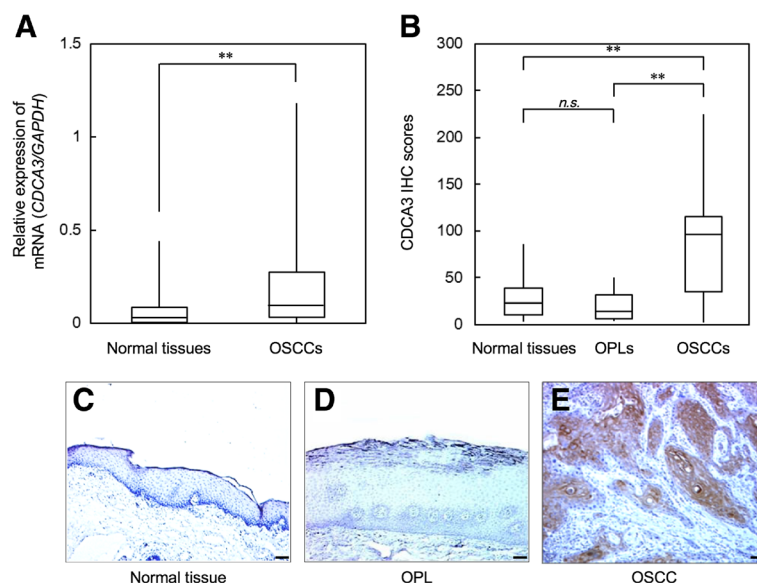 A
Relative expression of
mRNA (CDCA3/GAPDH)
1.5
1
0.5
0
**
Normal tissues
OSCCs
B
CDCA3 IHC scores
300
250
200
150
100
50
0
**
**
n.s.
Normal tissues
OPLs
OSCCs
C
Normal tissue
D
OPL
E
OSCC